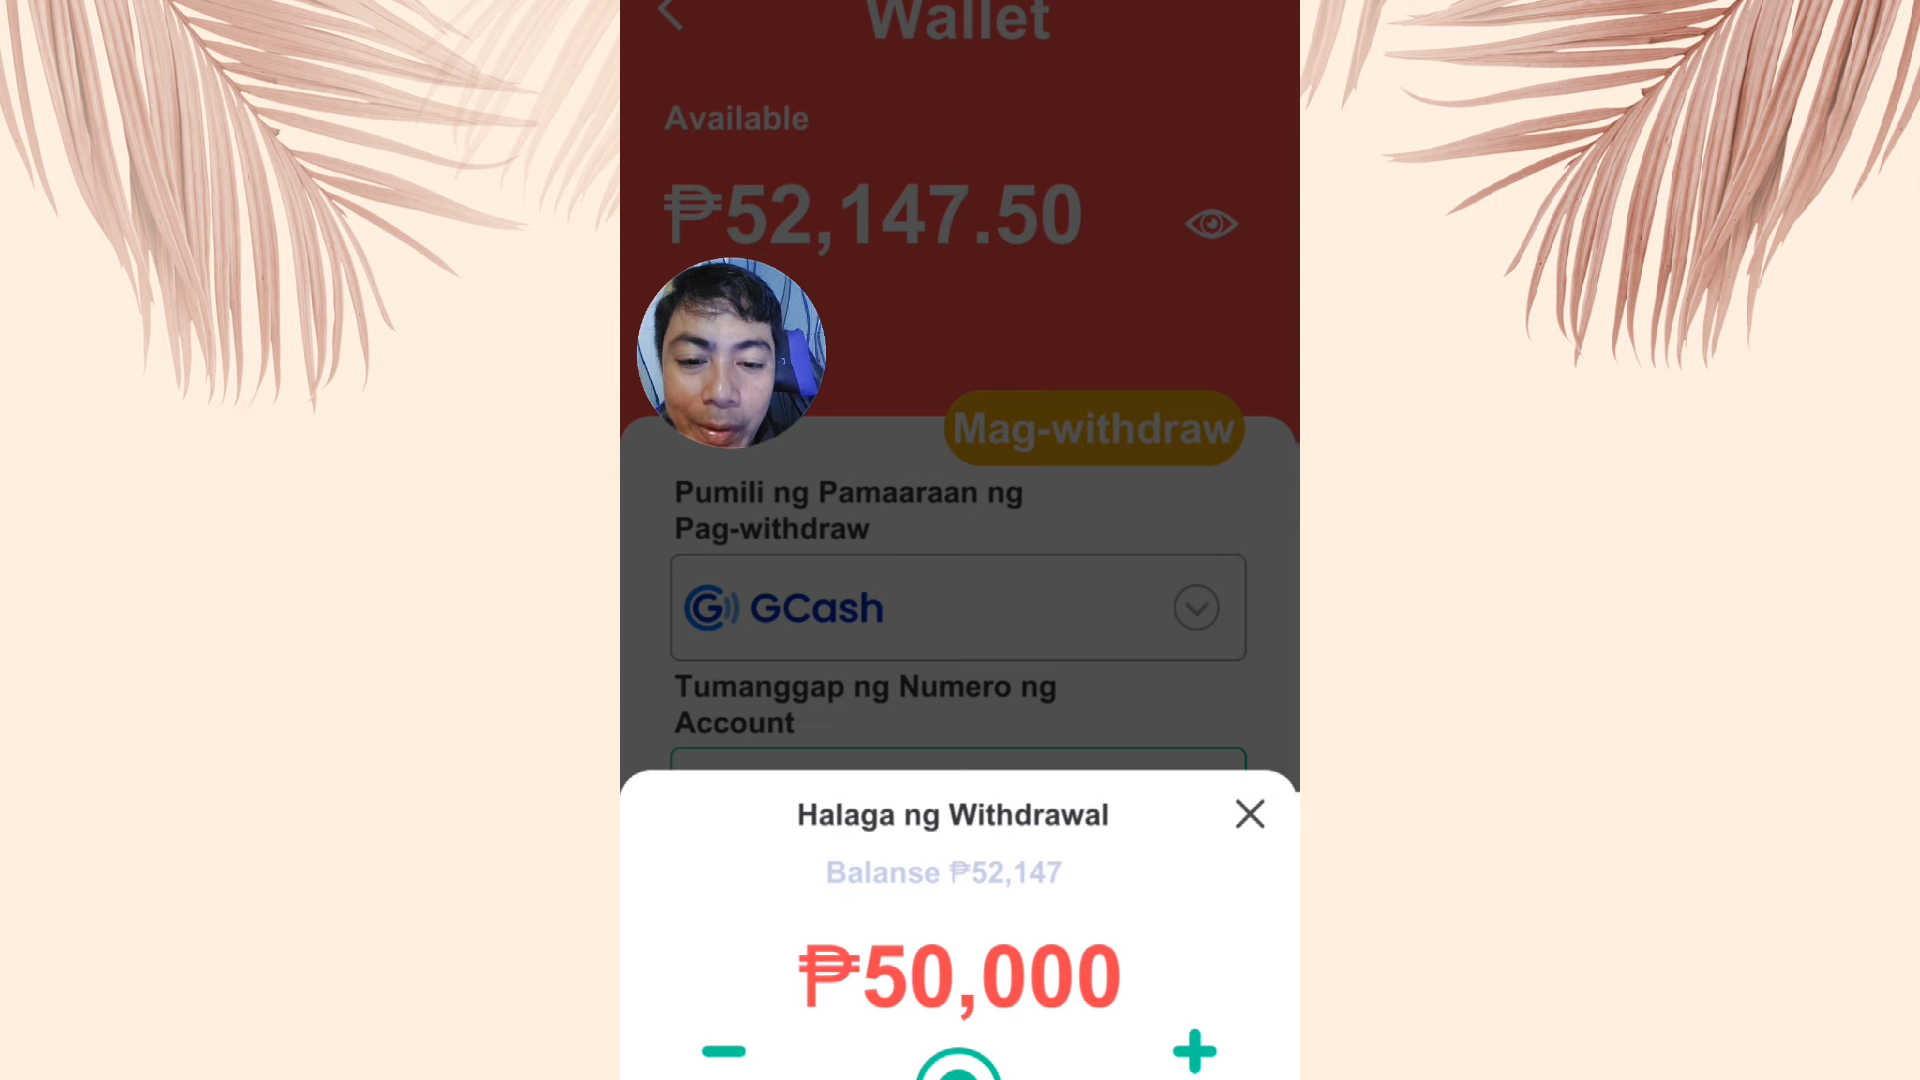 Wallet
Available
₱52,147.50
Mag-withdraw
Pumili ng Pamaaraan ng
Pag-withdraw
GCash
Tumanggap ng Numero ng
Account
Halaga ng Withdrawal
Balanse ₱52,147
₱50,000